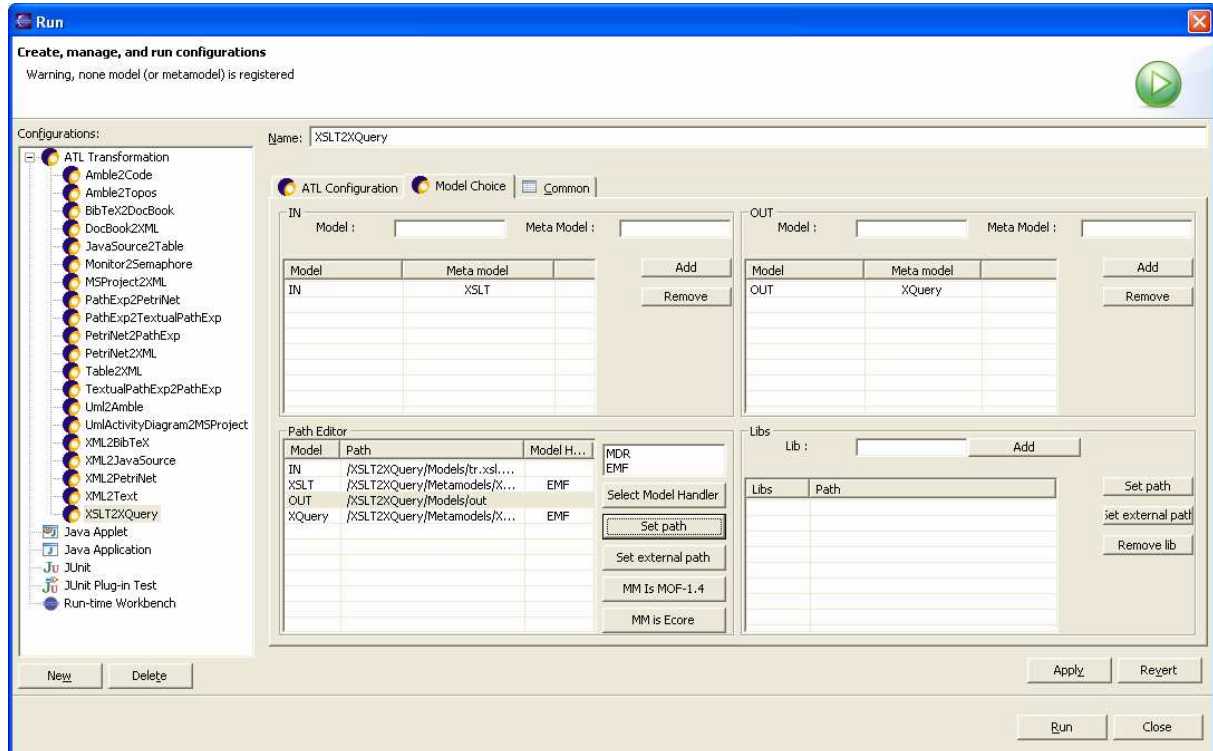 Run
Create, manage, and run configurations
Warning, none model (or metamodel) is registered
Configurations:
ATL Transformation
Amble2Code
Amble2Topos
BibTeX2DocBook
DocBook2XML
JavaSource2Table
Monitor2Semaphore
MSProject2XML
PathExp2PetriNet
PathExp2TextualPathExp
PetriNet2PathExp
PetriNet2XML
Table2XML
TextualPathExp2PathExp
Uml2Amble
UmlActivityDiagram2MSProject
XML2BibTeX
XML2JavaSource
XML2PetriNet
XML2Text
XSLT2XQuery
Java Applet
Java Application
JUnit
JUnit Plug-in Test
Run-time Workbench
New Delete
Name: XSLT2XQuery
ATL Configuration Model Choice Common
IN
Model : Meta Model :
Model Meta model Add
IN XSLT Remove
OUT
Model : Meta Model :
Model Meta model Add
OUT XQuery Remove
Path Editor
Model Path Model H...
IN /XSLT2XQuery/Models/tr.xsl....
XSLT /XSLT2XQuery/Metamodels/X... EMF
OUT /XSLT2XQuery/Models/out
XQuery /XSLT2XQuery/Metamodels/X... EMF
MDR
EMF
Select Model Handler
Set path
Set external path
MM Is MOF-1.4
MM is Ecore
Libs
Lib : Add
Libs Path
Set path
Set external path
Remove lib
Apply Revert
Run Close